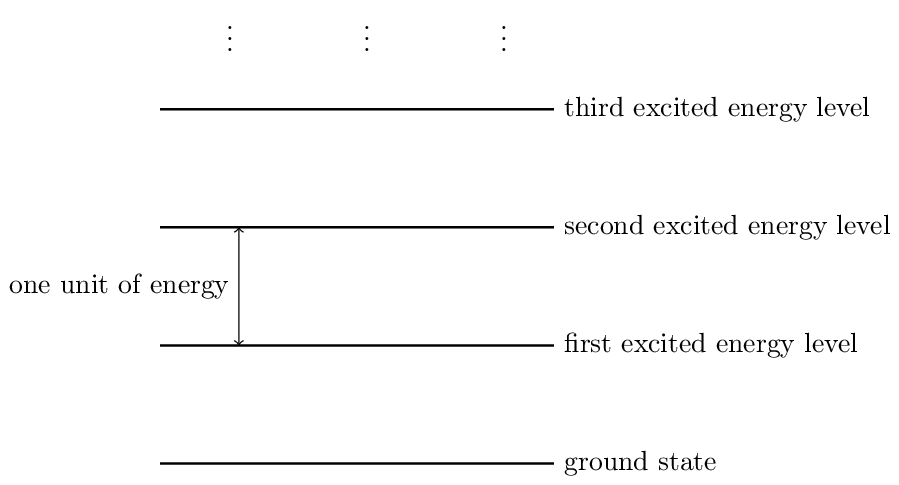 third excited energy level
second excited energy level
one unit of energy
first excited energy level
ground state